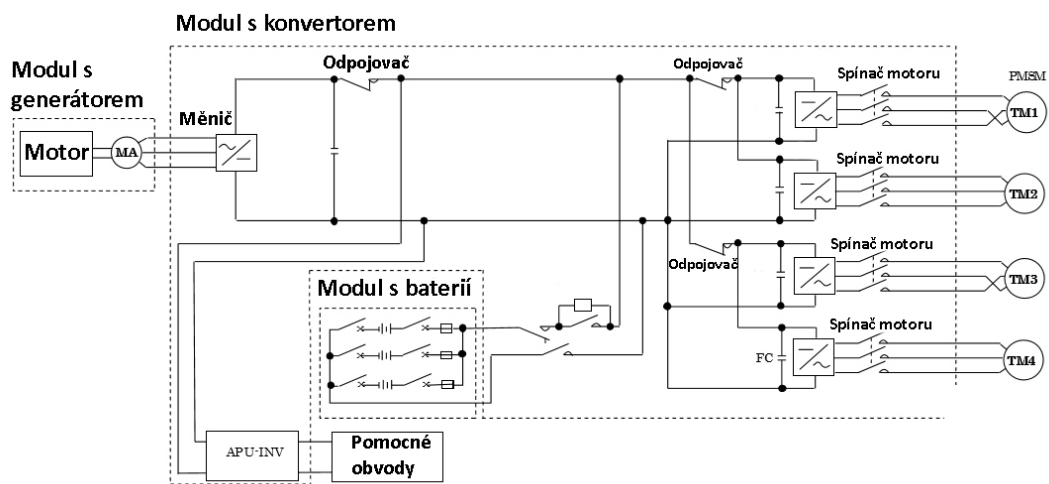 Modul s konvertorem
Modul s
generátorem
Motor
MA
Měnič
Odpojovač
Odpojovač
Spínač motoru
PMSM
TM1
Spínač motoru
TM2
Odpojovač
Spínač motoru
TM3
Modul s baterií
Spínač motoru
FC
TM4
APU-INV
Pomocné
obvody